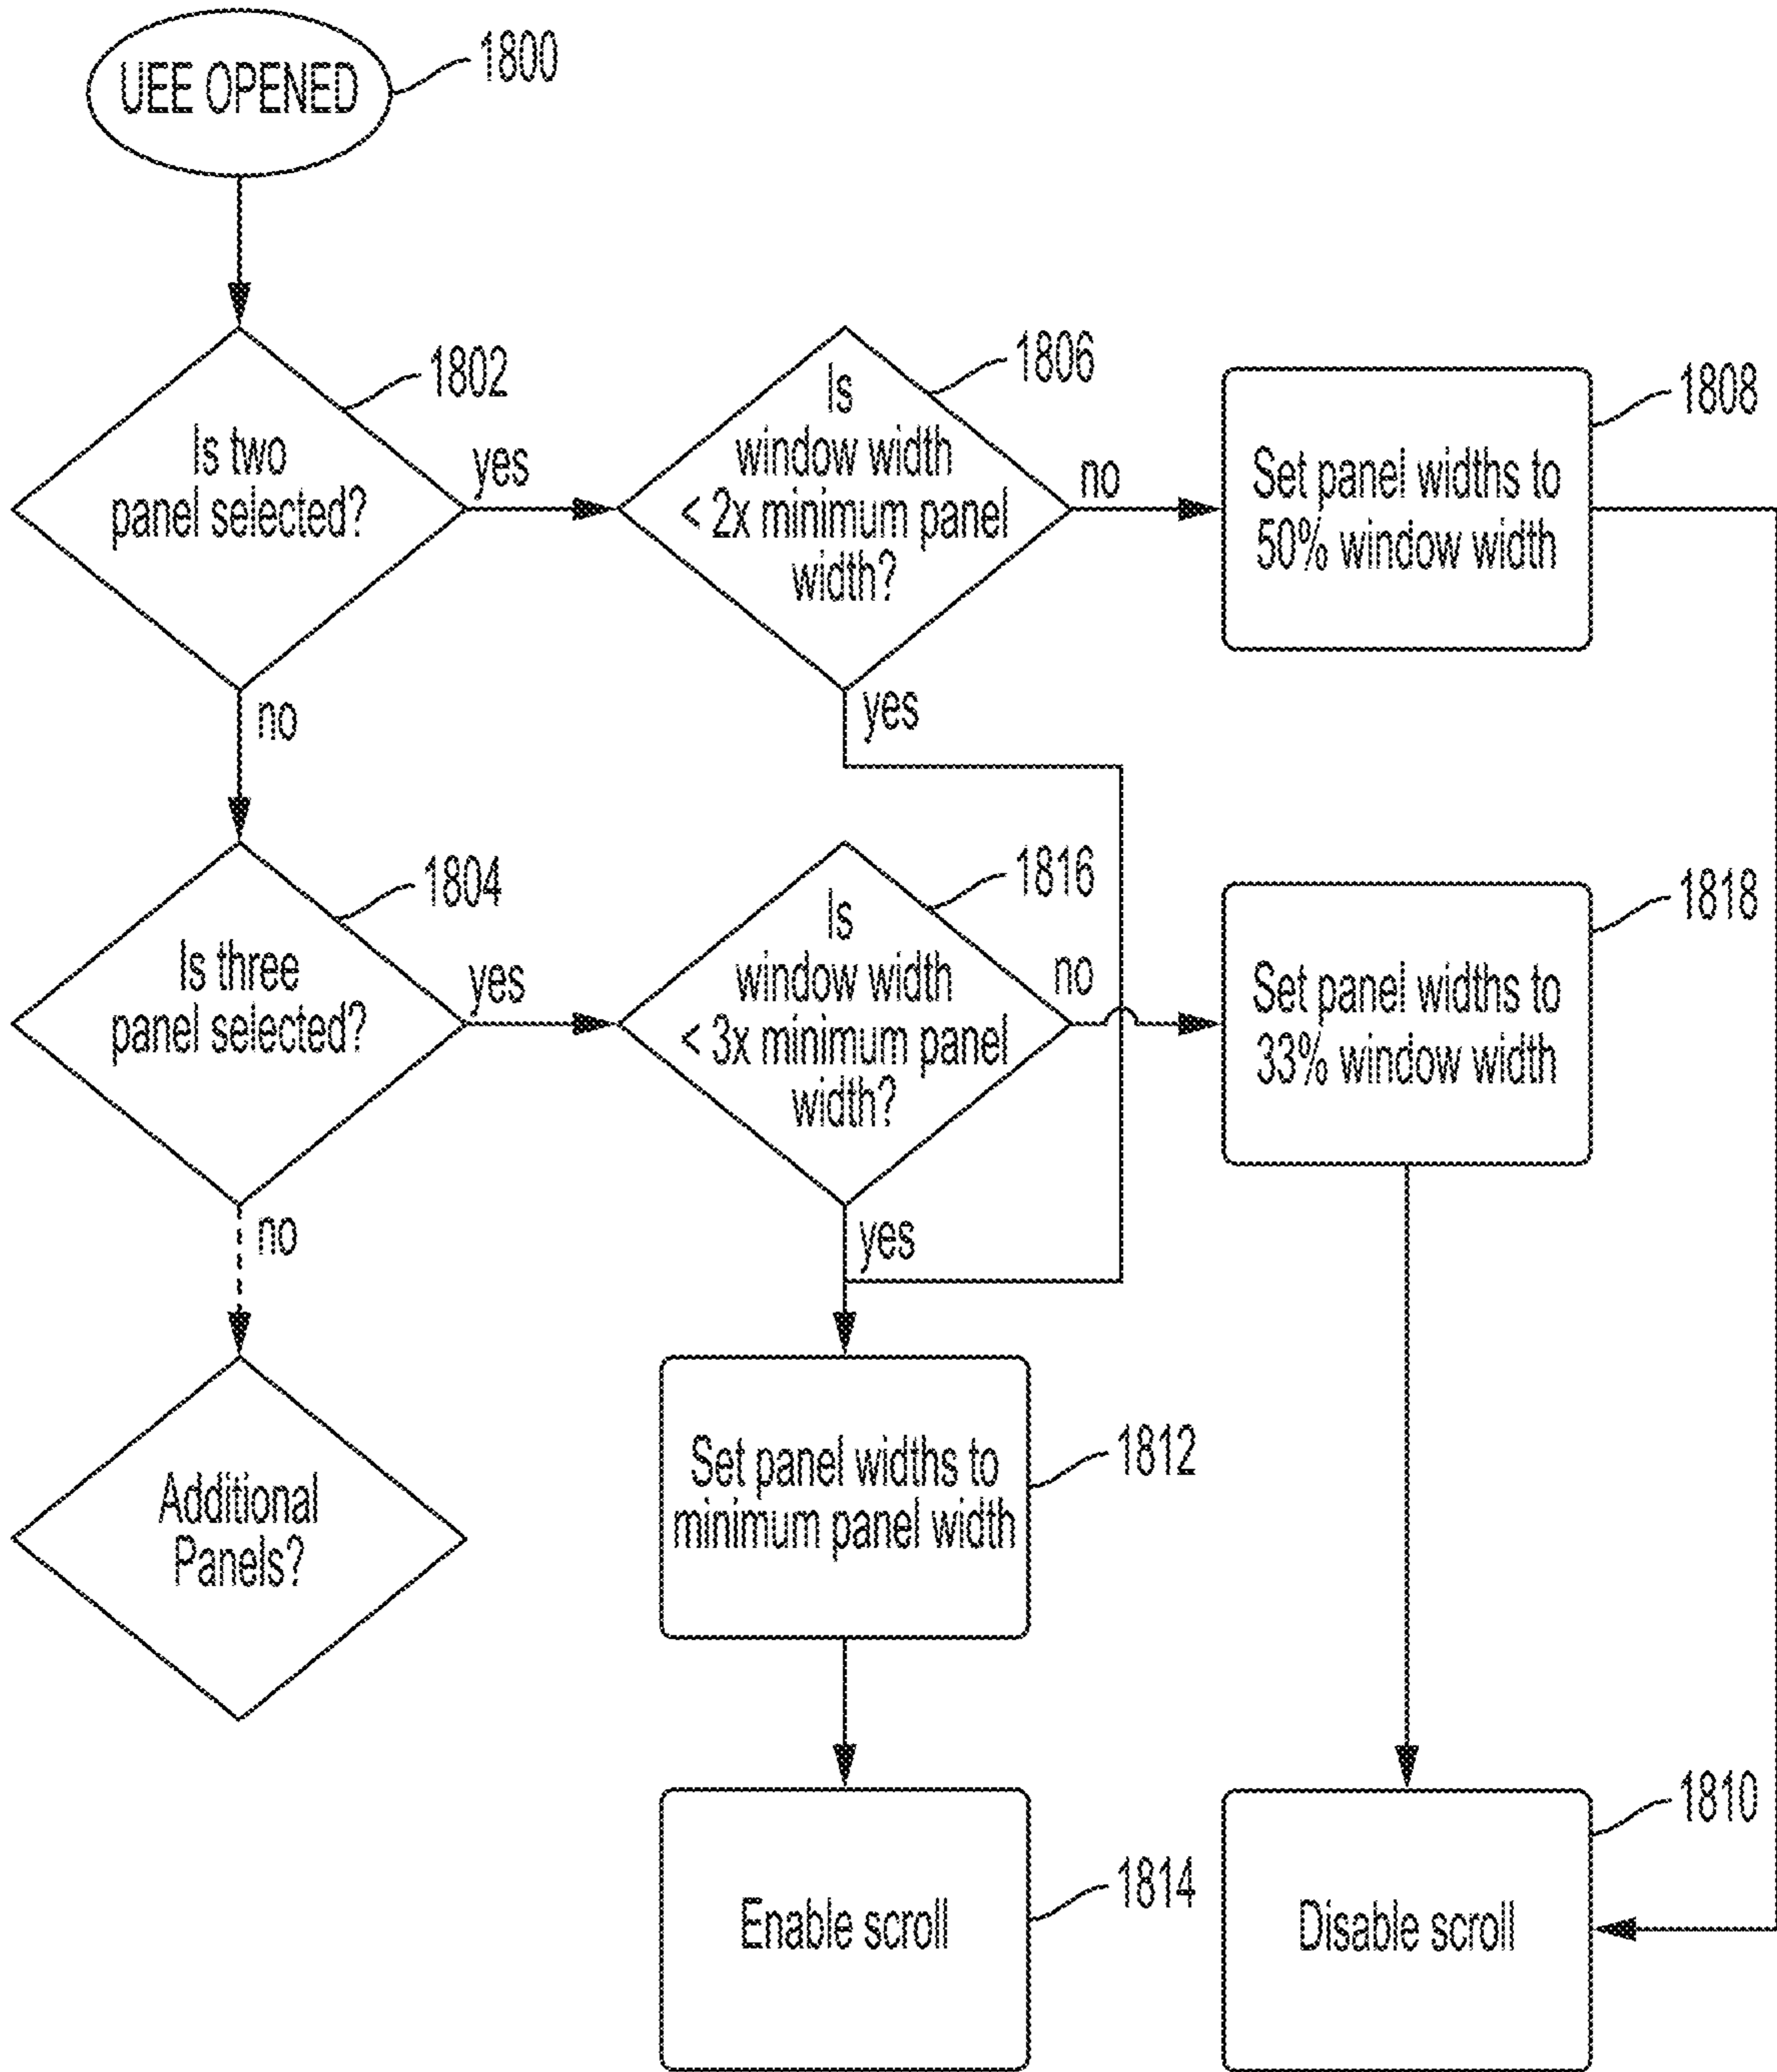 UEE OPENED
1800
1802
Is two
panel selected?
yes
no
1806
Is
window width
< 2x minimum panel
width?
no
yes
1808
Set panel widths to
50% window width
1804
Is three
panel selected?
yes
no
1816
Is
window width
< 3x minimum panel
width?
no
yes
1818
Set panel widths to
33% window width
Additional
Panels?
1812
Set panel widths to
minimum panel width
1814
Enable scroll
1810
Disable scroll